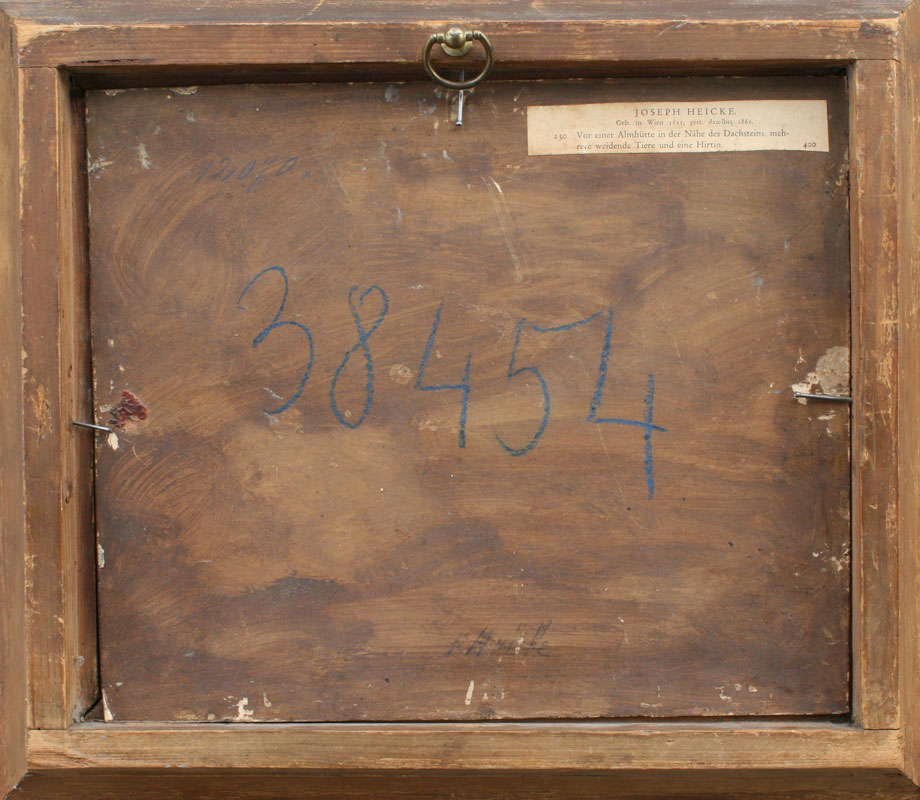 JOSEPH HEICKE.
Geb. in Wien 1811, gest. daselbst 1861.
230 Vor einer Almhütte in der Nähe des Dachsteins, meh-
rere weidende Tiere und eine Hirtin. 400
38454